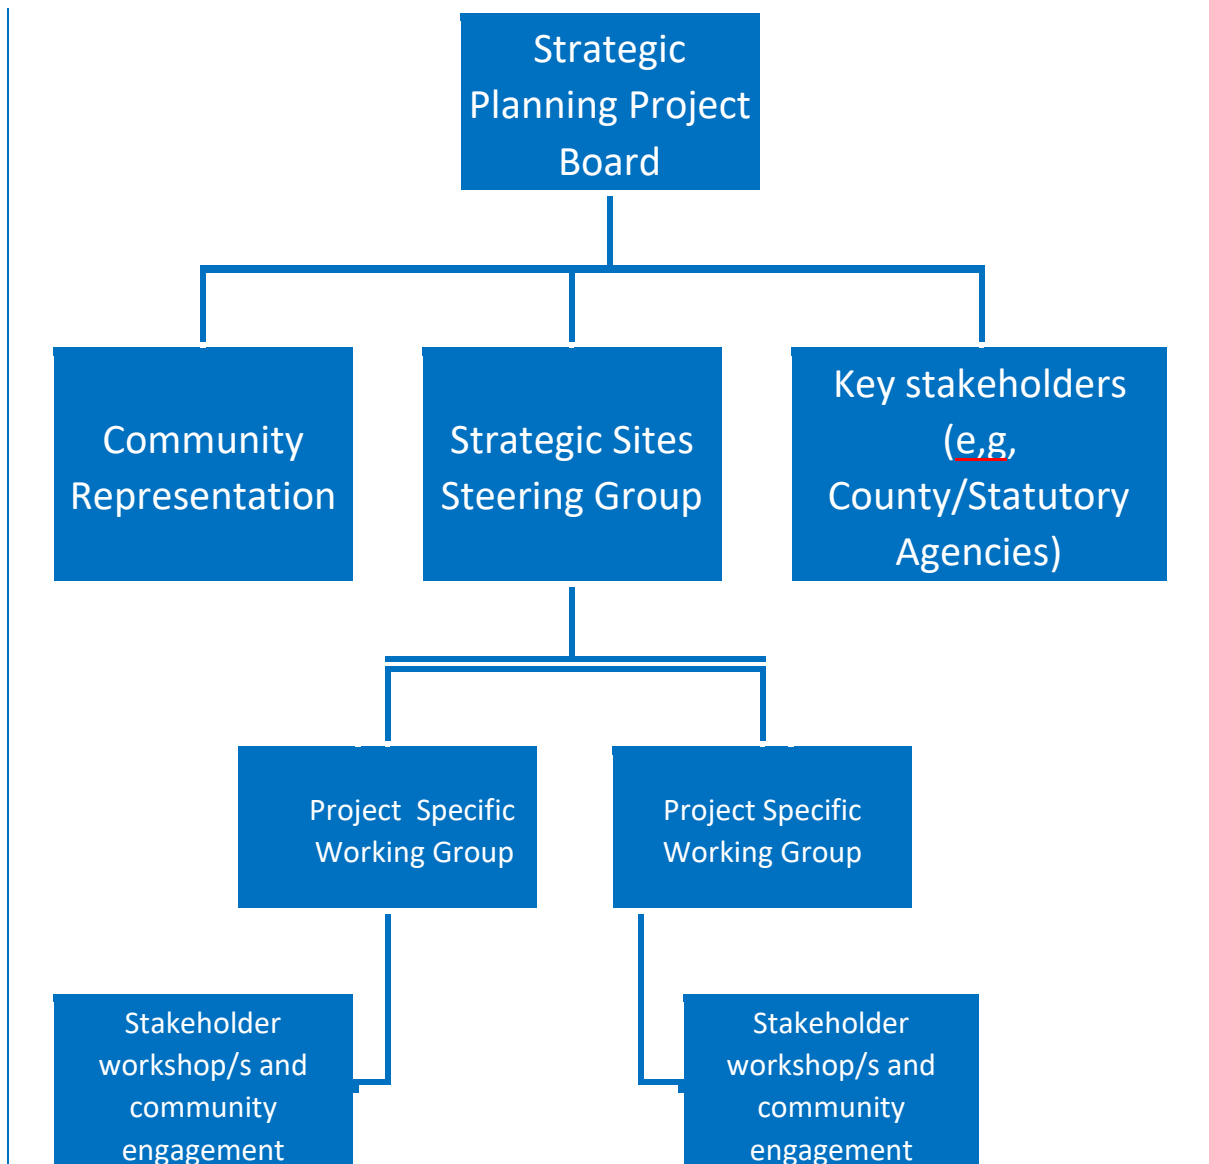 Strategic
Planning Project
Board
Community
Representation
Strategic Sites
Steering Group
Key stakeholders
(e,g,
County/Statutory
Agencies)
Project  Specific
Working Group
Project Specific
Working Group
Stakeholder
workshop/s and
community
engagement
Stakeholder
workshop/s and
community
engagement